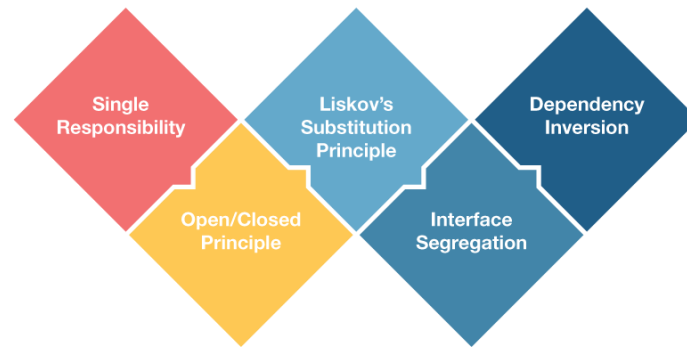 Single
Responsibility
Open/Closed
Principle
Liskov's
Substitution
Principle
Interface
Segregation
Dependency
Inversion